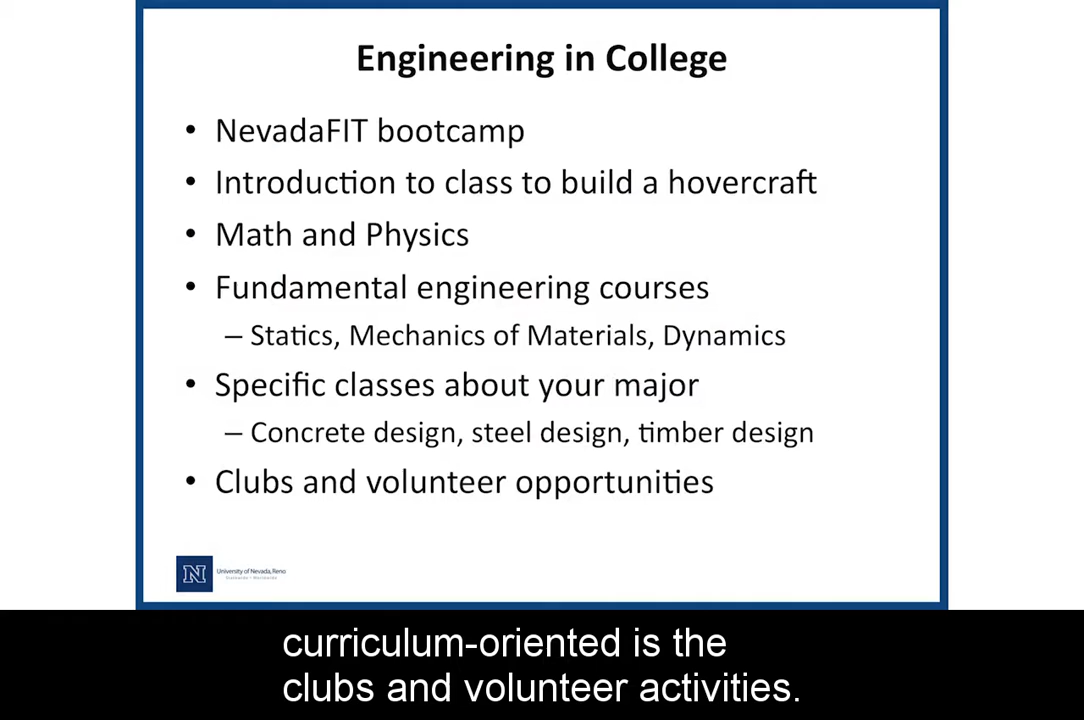 Engineering in College
• NevadaFIT bootcamp
• Introduction to class to build a hovercraft
• Math and Physics
• Fundamental engineering courses
– Statics, Mechanics of Materials, Dynamics
• Specific classes about your major
– Concrete design, steel design, timber design
• Clubs and volunteer opportunities
N
University of Nevada, Reno
curriculum-oriented is the
clubs and volunteer activities.